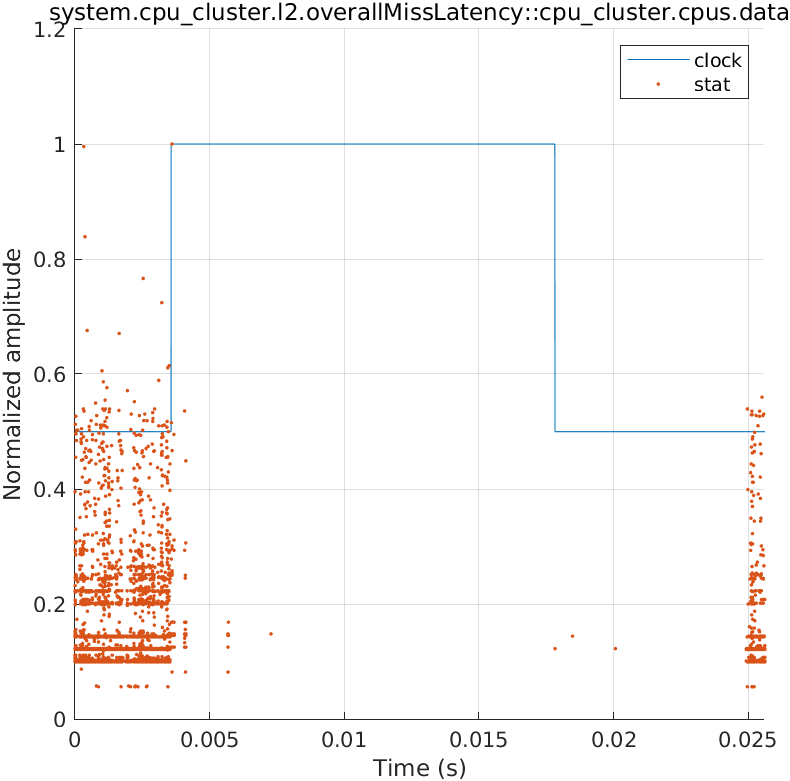 system.cpu_cluster.l2.overallMissLatency::cpu_cluster.cpus.data
1.2
1
0.8
0.6
0.4
0.2
0
Normalized amplitude
clock
stat
0
0.005
0.01
0.015
0.02
0.025
Time (s)